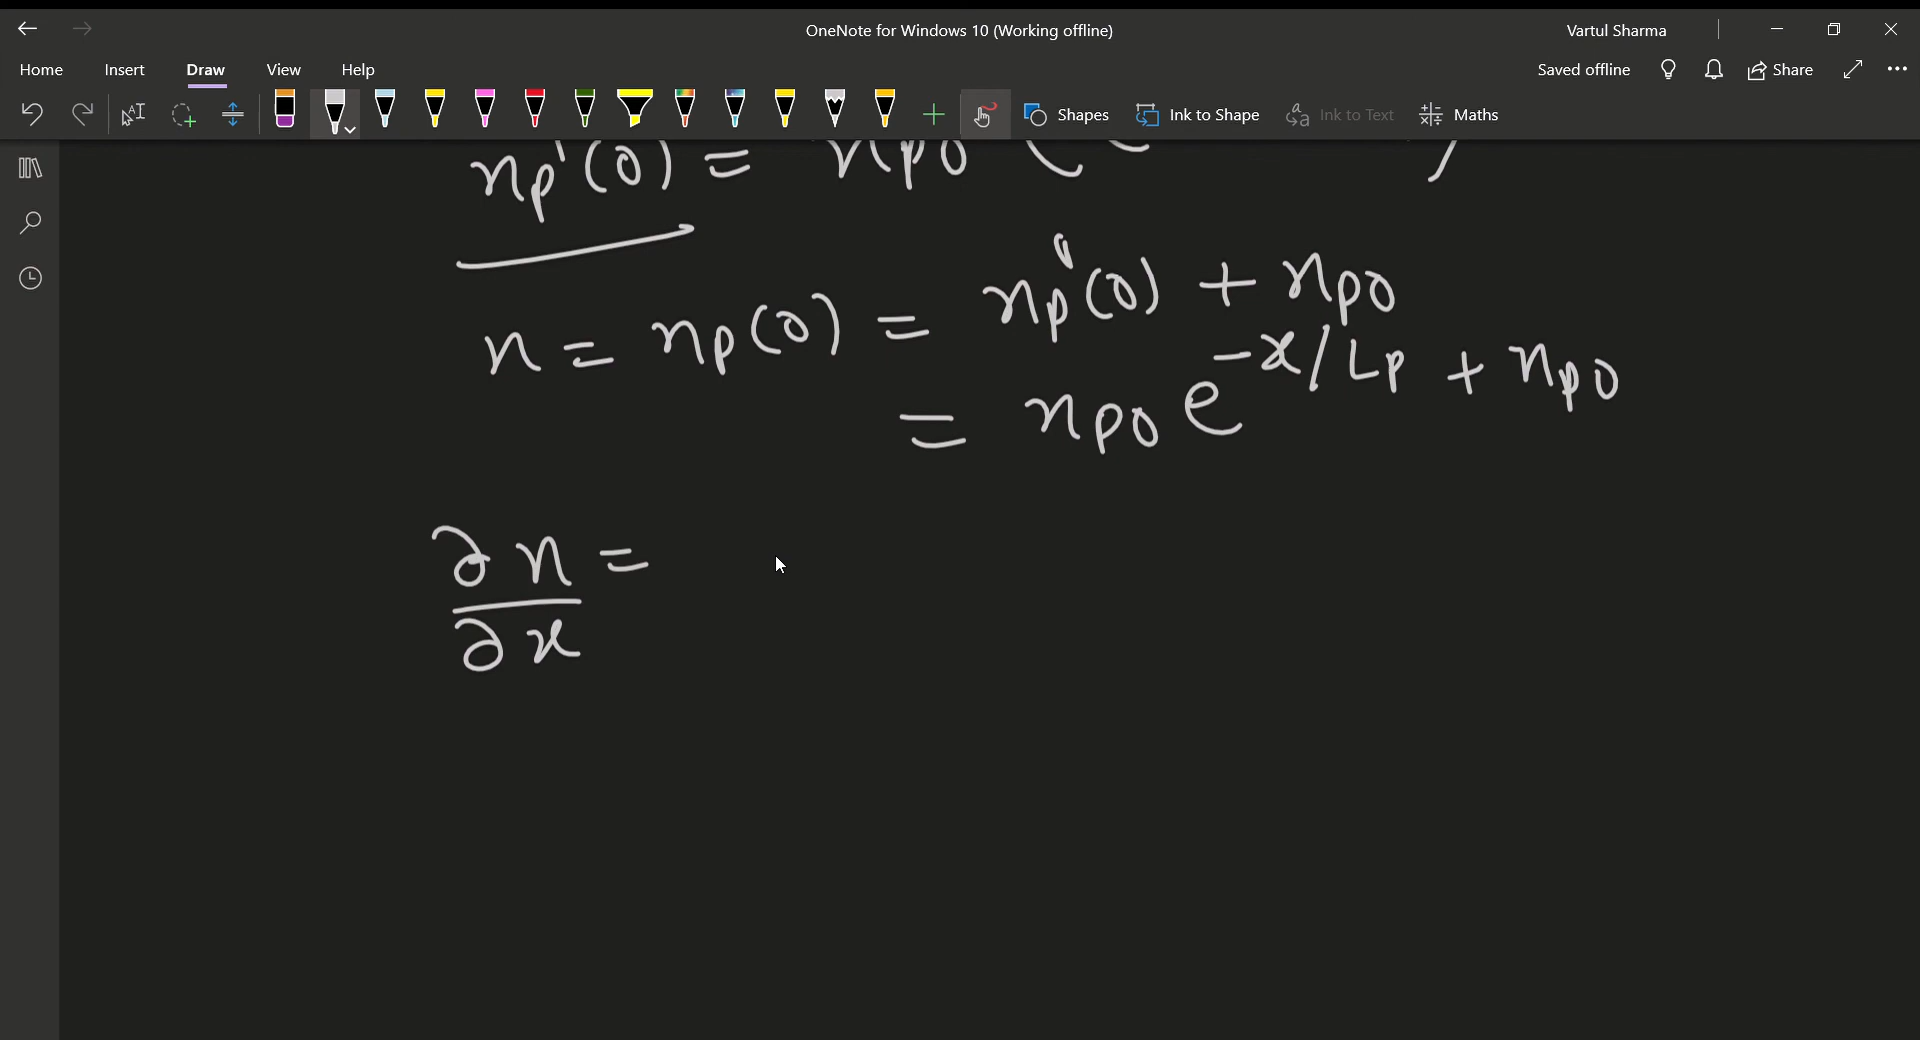 OneNote for Windows 10 (Working offline)
Vartul Sharma
Home Insert Draw View Help
Saved offline Share
Shapes Ink to Shape Ink to Text Maths
np'(0) = npo (e )
n = np(0) = np'(0) + npo
= npo e^-x/Lp + npo
∂n/∂x =